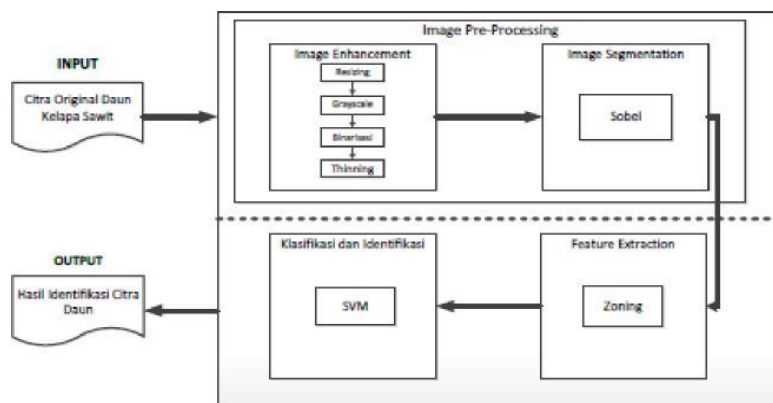 Image Pre-Processing
INPUT
Citra Original Daun
Kelapa Sawit
Image Enhancement
Resizing
Grayscale
Binarisasi
Thinning
Image Segmentation
Sobel
Feature Extraction
Zoning
Klasifikasi dan Identifikasi
SVM
OUTPUT
Hasil Identifikasi Citra
Daun